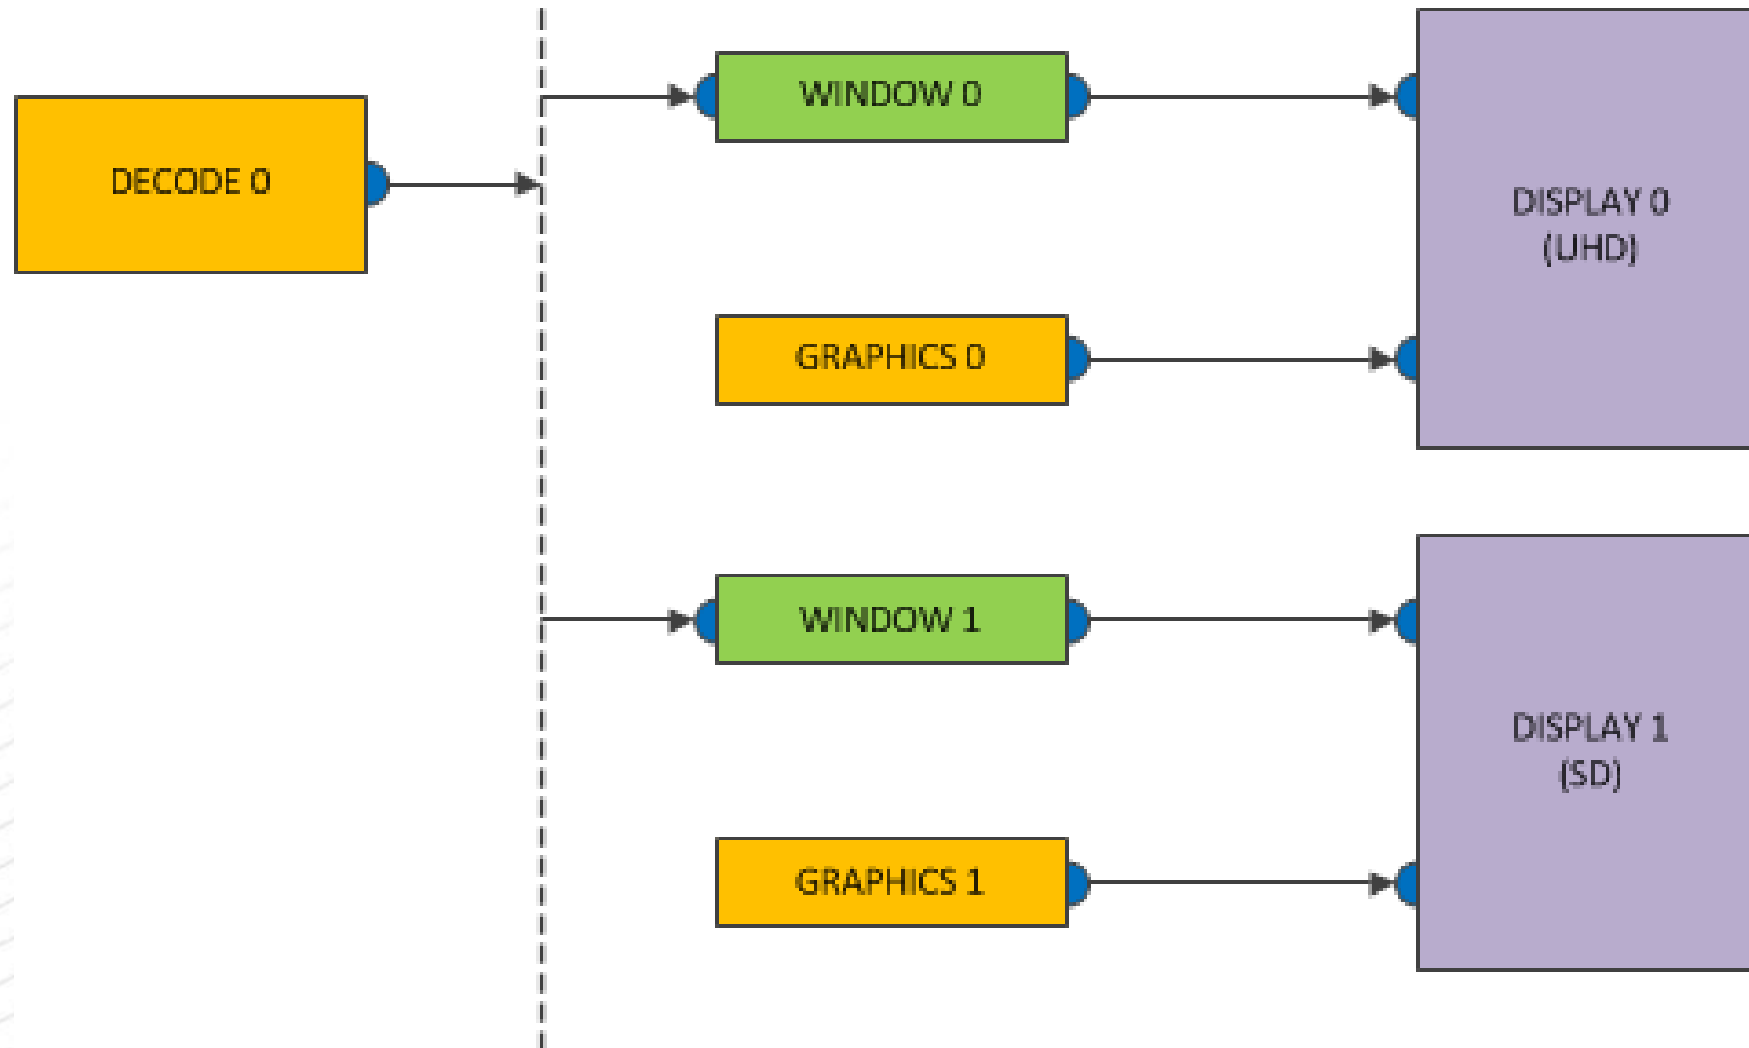 DECODE 0
WINDOW 0
GRAPHICS 0
DISPLAY 0
(UHD)
WINDOW 1
GRAPHICS 1
DISPLAY 1
(SD)